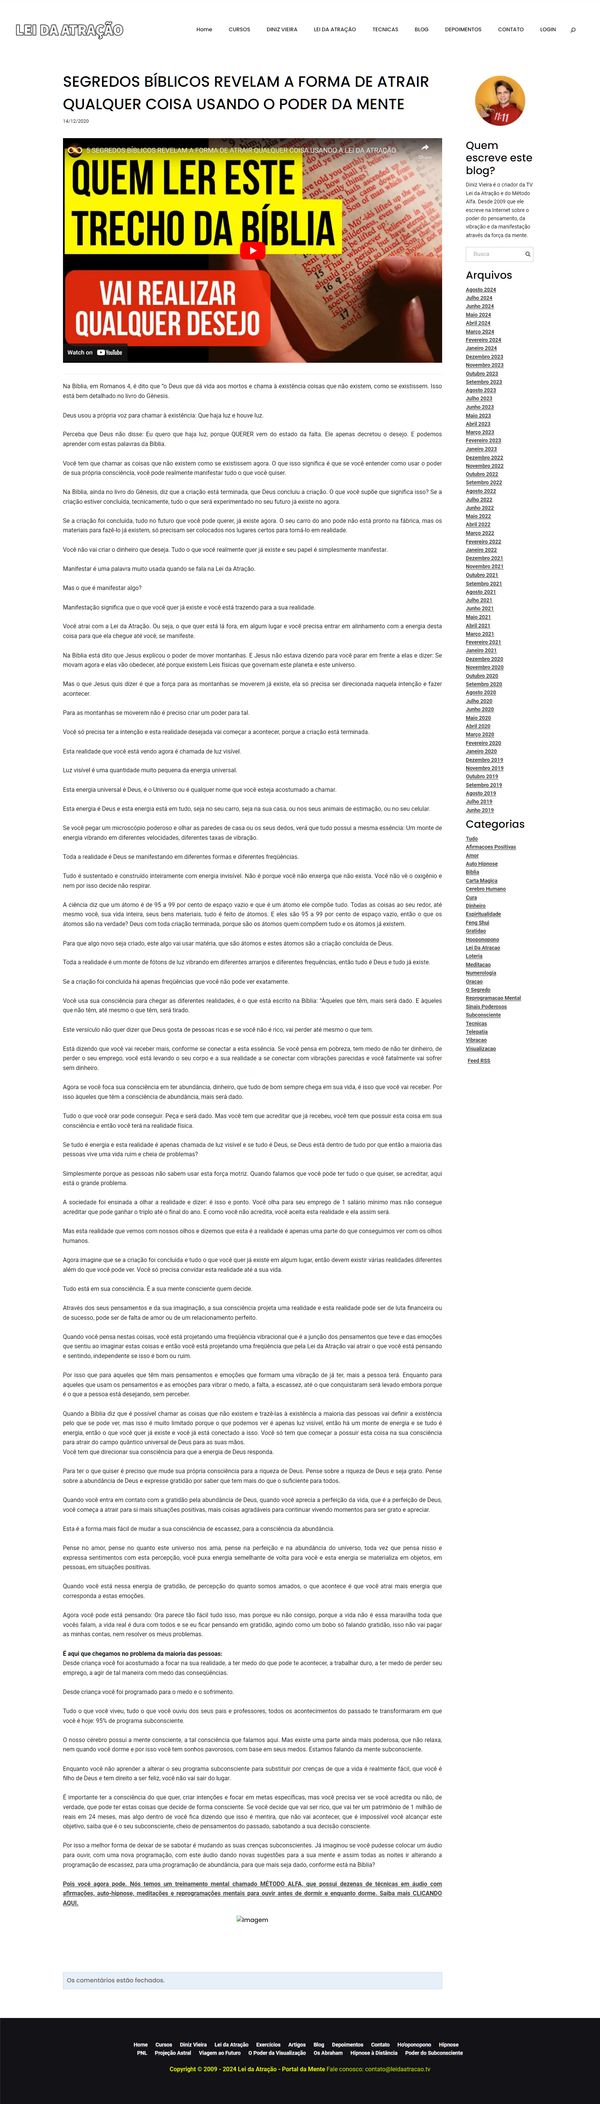 LEI DA ATRAÇÃO
Home CURSOS DINIZ VIEIRA LEI DA ATRAÇÃO TECNICAS BLOG DEPOIMENTOS CONTATO LOGIN
SEGREDOS BÍBLICOS REVELAM A FORMA DE ATRAIR
QUALQUER COISA USANDO O PODER DA MENTE
14/12/2020
5 SEGREDOS BÍBLICOS REVELAM A FORMA DE ATRAIR QUALQUER COISA USANDO A LEI DA ATRAÇÃO
Share
QUEM LER ESTE
TRECHO DA BÍBLIA
VAI REALIZAR
QUALQUER DESEJO
Watch on YouTube
Na Bíblia, em Romanos 4, é dito que "o Deus que dá vida aos mortos e chama à existência coisas que não existem, como se existissem. Isso
está bem detalhado no livro do Gênesis.
Deus usou a própria voz para chamar à existência: Que haja luz e houve luz.
Perceba que Deus não disse: Eu quero que haja luz, porque QUERER vem do estado da falta. Ele apenas decretou o desejo. E podemos
aprender com estas palavras da Bíblia.
Você tem que chamar as coisas que não existem como se existissem agora. O que isso significa é que se você entender como usar o poder
de sua própria consciência, você pode realmente manifestar tudo o que você quiser.
Na Bíblia, ainda no livro do Gênesis, diz que a criação está terminada, que Deus concluiu a criação. O que você supõe que significa isso? Se a
criação estiver concluída, tecnicamente, tudo o que será experimentado no seu futuro já existe no agora.
Se a criação foi concluída, tudo no futuro que você pode querer, já existe agora. O seu carro do ano pode não está pronto na fábrica, mas os
materiais para fazê-lo já existem, só precisam ser colocados nos lugares certos para torná-lo em realidade.
Você não vai criar o dinheiro que deseja. Tudo o que você realmente quer já existe e seu papel é simplesmente manifestar.
Manifestar é uma palavra muito usada quando se fala na Lei da Atração.
Mas o que é manifestar algo?
Manifestação significa que o que você quer já existe e você está trazendo para a sua realidade.
Você atrai com a Lei da Atração. Ou seja, o que quer está lá fora, em algum lugar e você precisa entrar em alinhamento com a energia desta
coisa para que ela chegue até você, se manifeste.
Na Bíblia está dito que Jesus explicou o poder de mover montanhas. E Jesus não estava dizendo para você parar em frente a elas e dizer: Se
movam agora e elas vão obedecer, até porque existem Leis físicas que governam este planeta e este universo.
Mas o que Jesus quis dizer é que a força para as montanhas se moverem já existe, ela só precisa ser direcionada naquela intenção e fazer
acontecer.
Para as montanhas se moverem não é preciso criar um poder para tal.
Você só precisa ter a intenção e esta realidade desejada vai começar a acontecer, porque a criação está terminada.
Esta realidade que você está vendo agora é chamada de luz visível.
Luz visível é uma quantidade muito pequena da energia universal.
Esta energia universal é Deus, é o Universo ou é qualquer nome que você esteja acostumado a chamar.
Esta energia é Deus e esta energia está em tudo, seja no seu carro, seja na sua casa, ou nos seus animais de estimação, ou no seu celular.
Se você pegar um microscópio poderoso e olhar as paredes de casa ou os seus dedos, verá que tudo possui a mesma essência: Um monte de
energia vibrando em diferentes velocidades, diferentes taxas de vibração.
Toda a realidade é Deus se manifestando em diferentes formas e diferentes freqüências.
Tudo é sustentado e construído inteiramente com energia invisível. Não é porque você não enxerga que não exista. Você não vê o oxigênio e
nem por isso decide não respirar.
A ciência diz que um átomo é de 95 a 99 por cento de espaço vazio e que é um átomo ele compõe tudo. Todas as coisas ao seu redor, até
mesmo você, sua vida inteira, seus bens materiais, tudo é feito de átomos. E eles são 95 a 99 por cento de espaço vazio, então o que os
átomos são na verdade? Deus com toda criação terminada, porque são os átomos quem compõem tudo e os átomos já existem.
Para que algo novo seja criado, este algo vai usar matéria, que são átomos e estes átomos são a criação concluída de Deus.
Toda a realidade é um monte de fótons de luz vibrando em diferentes arranjos e diferentes frequências, então tudo é Deus e tudo já existe.
Se a criação foi concluída há apenas freqüências que você não pode ver exatamente.
Você usa sua consciência para chegar as diferentes realidades, é o que está escrito na Bíblia: "Àqueles que têm, mais será dado. E àqueles
que não têm, até mesmo o que têm, será tirado.
Este versículo não quer dizer que Deus gosta de pessoas ricas e se você não é rico, vai perder até mesmo o que tem.
Está dizendo que você vai receber mais, conforme se conectar a esta essência. Se você pensa em pobreza, tem medo de não ter dinheiro, de
perder o seu emprego, você está levando o seu corpo e a sua realidade a se conectar com vibrações parecidas e você fatalmente vai sofrer
sem dinheiro.
Agora se você foca sua consciência em ter abundância, dinheiro, que tudo de bom sempre chega em sua vida, é isso que você vai receber. Por
isso àqueles que têm a consciência de abundância, mais será dado.
Tudo o que você orar pode conseguir. Peça e será dado. Mas você tem que acreditar que já recebeu, você tem que possuir esta coisa em sua
consciência e então você terá na realidade física.
Se tudo é energia e esta realidade é apenas chamada de luz visível e se tudo é Deus, se Deus está dentro de tudo por que então a maioria das
pessoas vive uma vida ruim e cheia de problemas?
Simplesmente porque as pessoas não sabem usar esta força motriz. Quando falamos que você pode ter tudo o que quiser, se acreditar, aqui
está o grande problema.
A sociedade foi ensinada a olhar a realidade e dizer: é isso e ponto. Você olha para seu emprego de 1 salário mínimo mas não consegue
acreditar que pode ganhar o triplo até o final do ano. E como você não acredita, você aceita esta realidade e ela assim será.
Mas esta realidade que vemos com nossos olhos e dizemos que esta é a realidade é apenas uma parte do que conseguimos ver com os olhos
humanos.
Agora imagine que se a criação foi concluída e tudo o que você quer já existe em algum lugar, então devem existir várias realidades diferentes
além do que você pode ver. Você só precisa convidar esta realidade até a sua vida.
Tudo está em sua consciência. É a sua mente consciente quem decide.
Através dos seus pensamentos e da sua imaginação, a sua consciência projeta uma realidade e esta realidade pode ser de luta financeira ou
de sucesso, pode ser de falta de amor ou de um relacionamento perfeito.
Quando você pensa nestas coisas, você está projetando uma freqüência vibracional que é a junção dos pensamentos que teve e das emoções
que sentiu ao imaginar estas coisas e então você está projetando uma freqüência que pela Lei da Atração vai atrair o que você está pensando
e sentindo, independente se isso é bom ou ruim.
Por isso que para aqueles que têm mais pensamentos e emoções que formam uma vibração de já ter, mais a pessoa terá. Enquanto para
aqueles que usam os pensamentos e as emoções para vibrar o medo, a falta, a escassez, até o que conquistaram será levado embora porque
é o que a pessoa está desejando, sem perceber.
Quando a Bíblia diz que é possível chamar as coisas que não existem e trazê-las à existência a maioria das pessoas vai definir a existência
pelo que se pode ver, mas isso é muito limitado porque o que podemos ver é apenas luz visível, então há um monte de energia e se tudo é
energia, então o que você quer já existe e você já está conectado a isso. Você só tem que começar a possuir esta coisa na sua consciência
para atrair do campo quântico universal de Deus para as suas mãos.
Você tem que direcionar sua consciência para que a energia de Deus responda.
Para ter o que quiser é preciso que mude sua própria consciência para a riqueza de Deus. Pense sobre a riqueza de Deus e seja grato. Pense
sobre a abundância de Deus e expresse gratidão por saber que tem mais do que o suficiente para todos.
Quando você entra em contato com a gratidão pela abundância de Deus, quando você aprecia a perfeição da vida, que é a perfeição de Deus,
você começa a atrair para si mais situações positivas, mais coisas agradáveis para continuar vivendo momentos para ser grato e apreciar.
Esta é a forma mais fácil de mudar a sua consciência de escassez, para a consciência da abundância.
Pense no amor, pense no quanto este universo nos ama, pense na perfeição e na abundância do universo, toda vez que pensa nisso e
expressa sentimentos com esta percepção, você puxa energia semelhante de volta para você e esta energia se materializa em objetos, em
pessoas, em situações positivas.
Quando você está nessa energia de gratidão, de percepção do quanto somos amados, o que acontece é que você atrai mais energia que
corresponda a estas emoções.
Agora você pode está pensando: Ora parece tão fácil tudo isso, mas porque eu não consigo, porque a vida não é essa maravilha toda que
vocês falam, a vida real é dura com todos e se eu ficar pensando em gratidão, agindo como um bobo só falando gratidão, isso não vai pagar
as minhas contas, nem resolver os meus problemas.
É aqui que chegamos no problema da maioria das pessoas:
Desde criança você foi acostumado a focar na sua realidade, a ter medo do que pode te acontecer, a trabalhar duro, a ter medo de perder seu
emprego, a agir de tal maneira com medo das conseqüências.
Desde criança você foi programado para o medo e o sofrimento.
Tudo o que você viveu, tudo o que você ouviu dos seus pais e professores, todos os acontecimentos do passado te transformaram em que
você é hoje: 95% de programa subconsciente.
O nosso cérebro possui a mente consciente, a tal consciência que falamos aqui. Mas existe uma parte ainda mais poderosa, que não relaxa,
nem quando você dorme e por isso você tem sonhos pavorosos, com base em seus medos. Estamos falando da mente subconsciente.
Enquanto você não aprender a alterar o seu programa subconsciente para substituir por crenças de que a vida é realmente fácil, que você é
filho de Deus e tem direito a ser feliz, você não vai sair do lugar.
É importante ter a consciência do que quer, criar intenções e focar em metas específicas, mas você precisa ver se você acredita ou não, de
verdade, que pode ter estas coisas que decide de forma consciente. Se você decide que vai ser rico, que vai ter um patrimônio de 1 milhão de
reais em 24 meses, mas algo dentro de você fica dizendo que isso é mentira, que não vai acontecer, que é impossível você alcançar este
objetivo, saiba que é o seu subconsciente, cheio de pensamentos do passado, sabotando a sua decisão consciente.
Por isso a melhor forma de deixar de se sabotar é mudando as suas crenças subconscientes. Já imaginou se você pudesse colocar um áudio
para ouvir, com uma nova programação, com este áudio dando novas sugestões para a sua mente e assim todas as noites ir alterando a
programação de escassez, para uma programação de abundância, para que mais seja dado, conforme está na Bíblia?
Pois você agora pode. Nós temos um treinamento mental chamado MÉTODO ALFA, que possui dezenas de técnicas em áudio com
afirmações, auto-hipnose, meditações e reprogramações mentais para ouvir antes de dormir e enquanto dorme. Saiba mais CLICANDO
AQUI.
Imagem
Os comentários estão fechados.
11:11
Quem
escreve este
blog?
Diniz Vieira é o criador da TV
Lei da Atração e do Método
Alfa. Desde 2009 que ele
escreve na Internet sobre o
poder do pensamento, da
vibração e da manifestação
através da força da mente.
Busca
Arquivos
Agosto 2024
Julho 2024
Junho 2024
Maio 2024
Abril 2024
Março 2024
Fevereiro 2024
Janeiro 2024
Dezembro 2023
Novembro 2023
Outubro 2023
Setembro 2023
Agosto 2023
Julho 2023
Junho 2023
Maio 2023
Abril 2023
Março 2023
Fevereiro 2023
Janeiro 2023
Dezembro 2022
Novembro 2022
Outubro 2022
Setembro 2022
Agosto 2022
Julho 2022
Junho 2022
Maio 2022
Abril 2022
Março 2022
Fevereiro 2022
Janeiro 2022
Dezembro 2021
Novembro 2021
Outubro 2021
Setembro 2021
Agosto 2021
Julho 2021
Junho 2021
Maio 2021
Abril 2021
Março 2021
Fevereiro 2021
Janeiro 2021
Dezembro 2020
Novembro 2020
Outubro 2020
Setembro 2020
Agosto 2020
Julho 2020
Junho 2020
Maio 2020
Abril 2020
Março 2020
Fevereiro 2020
Janeiro 2020
Dezembro 2019
Novembro 2019
Outubro 2019
Setembro 2019
Agosto 2019
Julho 2019
Junho 2019
Categorias
Tudo
Afirmacoes Positivas
Amor
Auto Hipnose
Bíblia
Carta Magica
Cerebro Humano
Cura
Dinheiro
Espiritualidade
Feng Shui
Gratidao
Hooponopono
Lei Da Atracao
Loteria
Meditacao
Numerologia
Oracao
O Segredo
Reprogramacao Mental
Sinais Poderosos
Subconsciente
Tecnicas
Telepatia
Vibracao
Visualizacao
Feed RSS
Home Cursos Diniz Vieira Lei da Atração Exercícios Artigos Blog Depoimentos Contato Ho'oponopono Hipnose
PNL Projeção Astral Viagem ao Futuro O Poder da Visualização Os Abraham Hipnose à Distância Poder do Subconsciente
Copyright © 2009 - 2024 Lei da Atração - Portal da Mente Fale conosco: contato@leidaatracao.tv